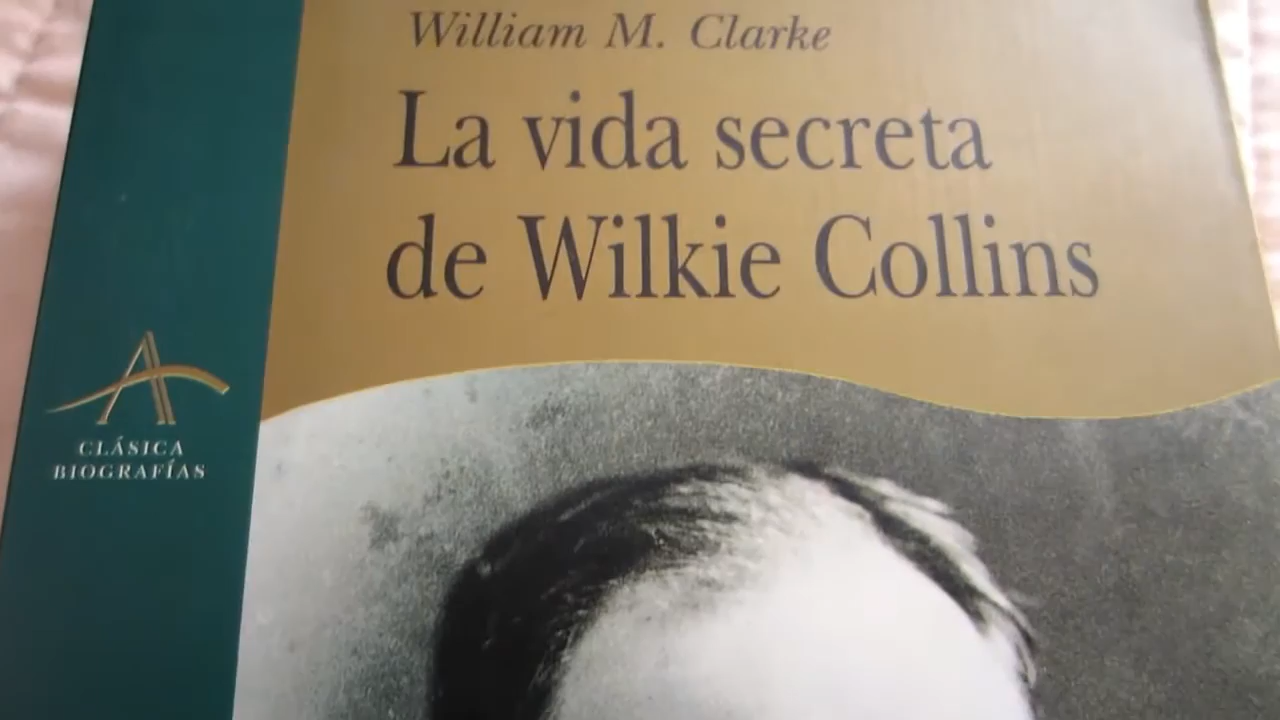 William M. Clarke
La vida secreta
de Wilkie Collins
CLÁSICA
BIOGRAFÍAS